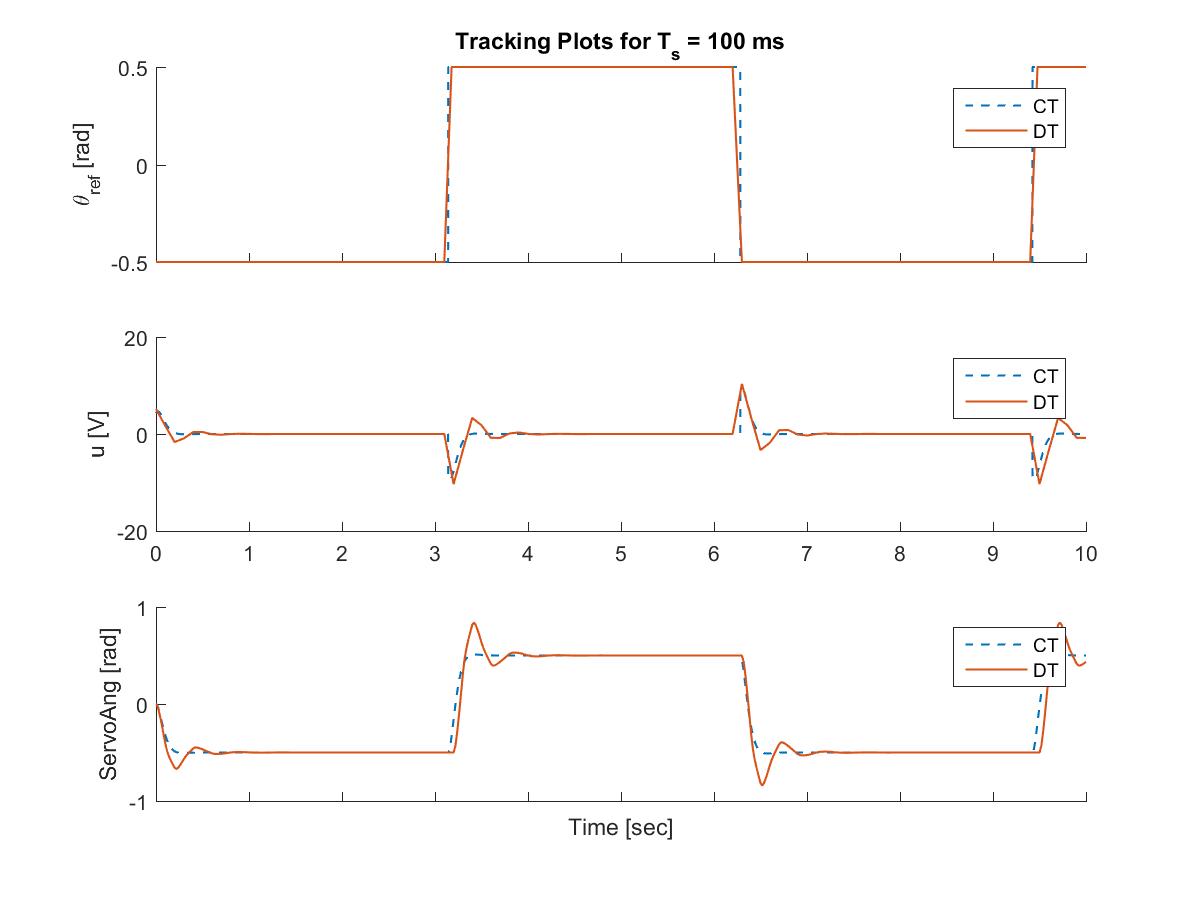 Tracking Plots for Tₛ = 100 ms
0.5
0
-0.5
θref [rad]
CT
DT
20
0
-20
u [V]
CT
DT
0 1 2 3 4 5 6 7 8 9 10
1
0
-1
ServoAng [rad]
CT
DT
Time [sec]